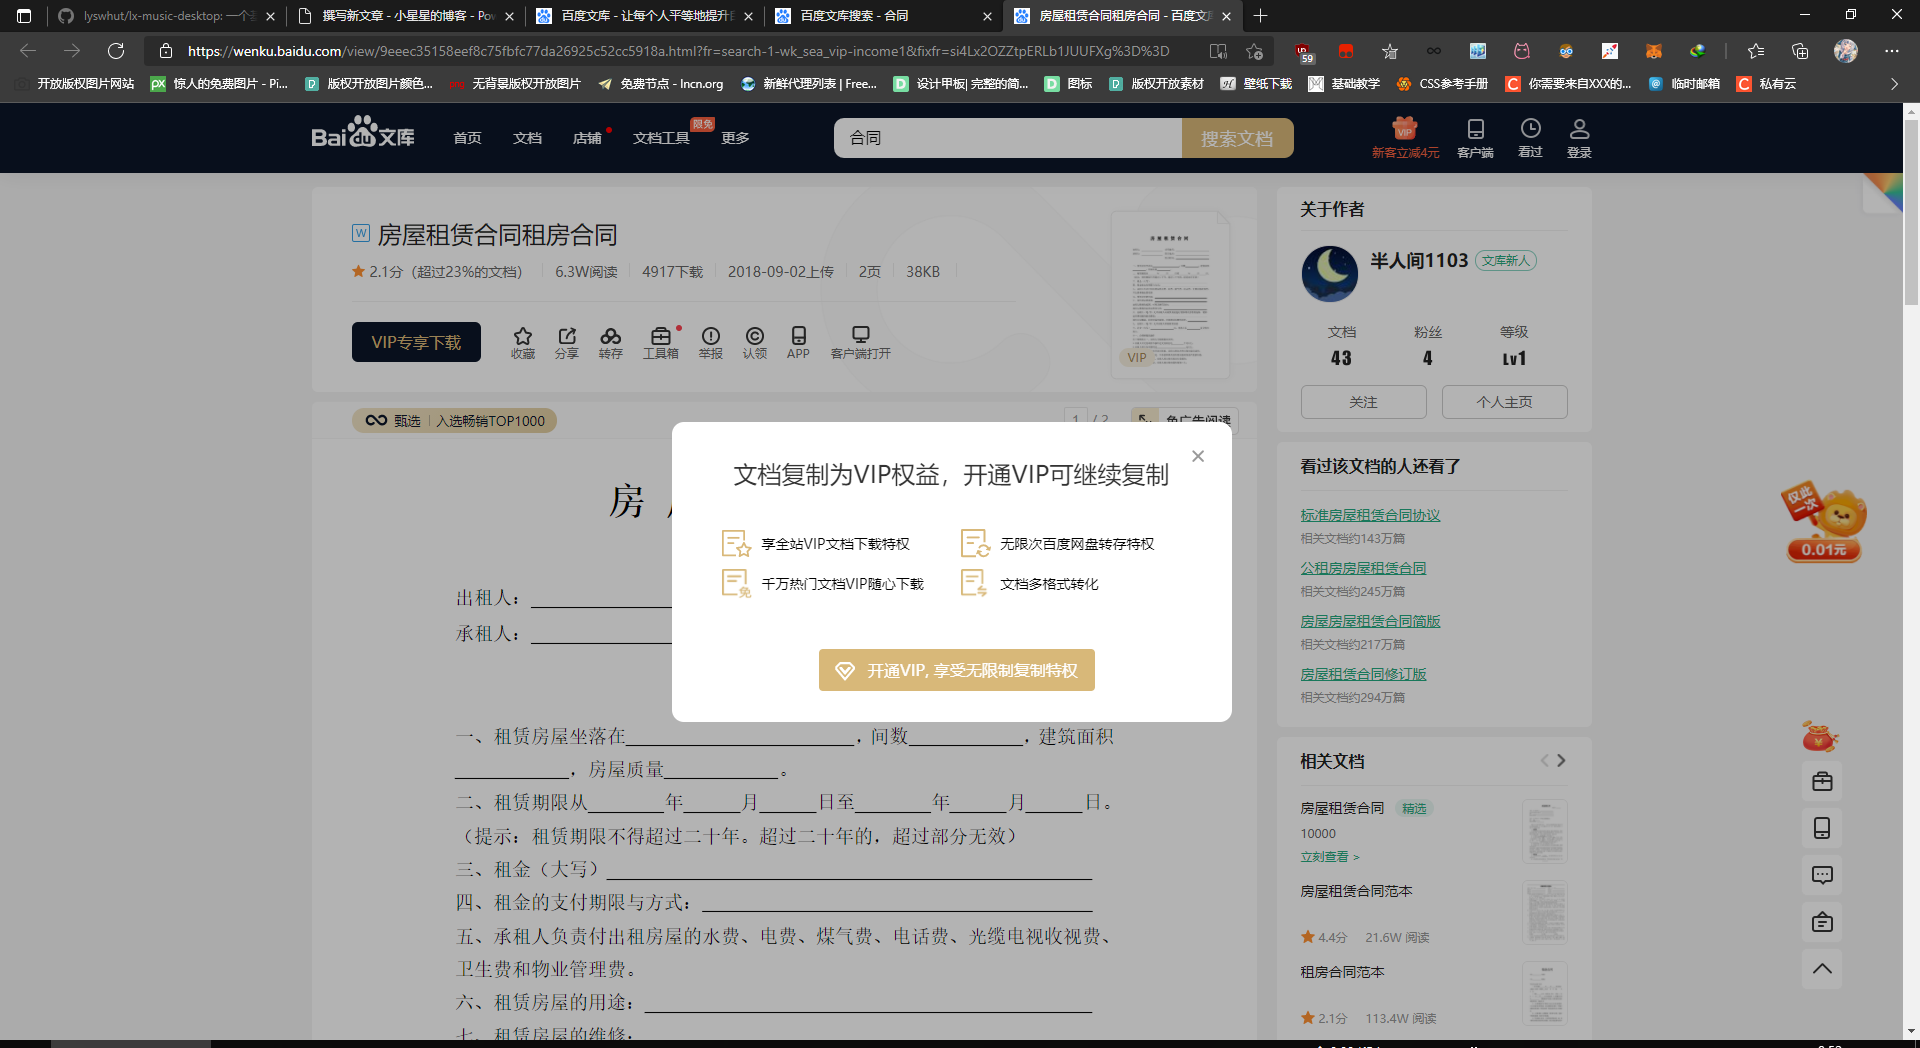 lyswhut/lx-music-desktop: 一个
撰写新文章 - 小星星的博客 - Pow
百度文库 - 让每个人平等地提升
百度文库搜索 - 合同
房屋租赁合同租房合同 - 百度文
https://wenku.baidu.com/view/9eeec35158eef8c75fbfc77da26925c52cc5918a.html?fr=search-1-wk_sea_vip-income1&fixfr=si4Lx2OZZtpERLb1JUUFXg%3D%3D
59
开放版权图片网站
惊人的免费图片 - Pi...
版权开放图片颜色...
无背景版权开放图片
免费节点 - lncn.org
新鲜代理列表 | Free...
设计甲板| 完整的简...
图标
版权开放素材
壁纸下载
基础教学
CSS参考手册
你需要来自XXX的...
临时邮箱
私有云
Bai du 文库
首页
文档
店铺
文档工具
限免
更多
合同
搜索文档
VIP
新客立减4元
客户端
看过
登录
W 房屋租赁合同租房合同
2.1分（超过23%的文档）
6.3W阅读
4917下载
2018-09-02上传
2页
38KB
VIP专享下载
收藏
分享
转存
工具箱
举报
认领
APP
客户端打开
VIP
甄选 | 入选畅销TOP1000
1 / 2
免广告阅读
文档复制为VIP权益，开通VIP可继续复制
享全站VIP文档下载特权
无限次百度网盘转存特权
千万热门文档VIP随心下载
文档多格式转化
开通VIP, 享受无限制复制特权
房
出租人：
承租人：
一、租赁房屋坐落在________，间数________，建筑面积
________，房屋质量________。
二、租赁期限从________年______月______日至________年______月______日。
（提示：租赁期限不得超过二十年。超过二十年的，超过部分无效）
三、租金（大写）________
四、租金的支付期限与方式：________
五、承租人负责付出租房屋的水费、电费、煤气费、电话费、光缆电视收视费、
卫生费和物业管理费。
六、租赁房屋的用途：________
七、租赁房屋的维修：
关于作者
半人间1103
文库新人
文档
粉丝
等级
43
4
Lv1
关注
个人主页
看过该文档的人还看了
标准房屋租赁合同协议
相关文档约143万篇
公租房房屋租赁合同
相关文档约245万篇
房屋房屋租赁合同简版
相关文档约217万篇
房屋租赁合同修订版
相关文档约294万篇
相关文档
房屋租赁合同
精选
10000
立刻查看 >
房屋租赁合同范本
4.4分
21.6W 阅读
租房合同范本
2.1分
113.4W 阅读
仅此一次
0.01元